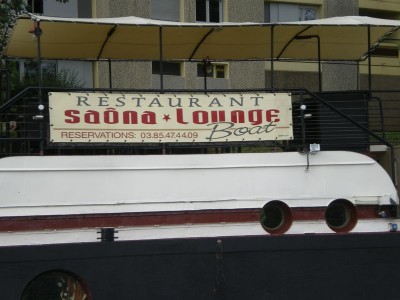 RESTAURANT
SAÔNA ★ LOUNGE
Boat
RESERVATIONS: 03.85.47.44.09